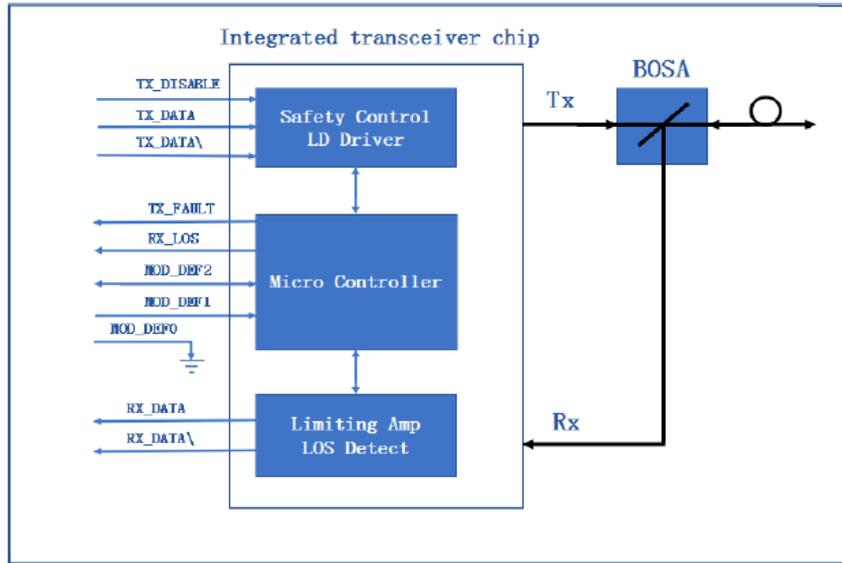 Integrated transceiver chip
BOSA
TX_DISABLE
TX_DATA
TX_DATA\
Safety Control
LD Driver
Tx
TX_FAULT
RX_LOS
MOD_DEF2
MOD_DEF1
MOD_DEF0
Micro Controller
RX_DATA
RX_DATA\
Limiting Amp
LOS Detect
Rx